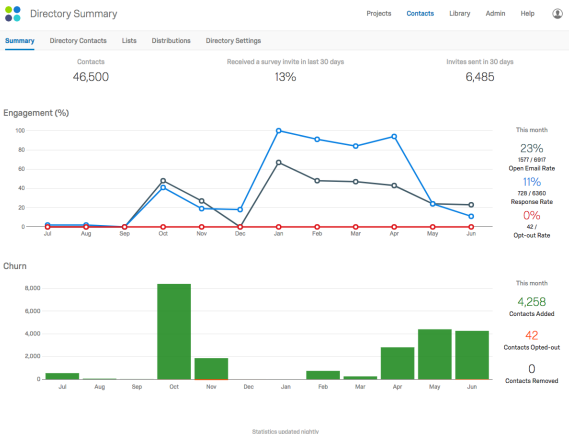 Directory Summary
Projects Contacts Library Admin Help
Summary Directory Contacts Lists Distributions Directory Settings
Contacts Received a survey invite in last 30 days Invites sent in 30 days
46,500 13% 6,485
Engagement (%)
This month
23%
1577 / 6917
Open Email Rate
11%
728 / 6360
Response Rate
0%
42 /
Opt-out Rate
100
80
60
40
20
0
Jul Aug Sep Oct Nov Dec Jan Feb Mar Apr May Jun
Churn
This month
4,258
Contacts Added
42
Contacts Opted-out
0
Contacts Removed
8,000
6,000
4,000
2,000
0
Jul Aug Sep Oct Nov Dec Jan Feb Mar Apr May Jun
Statistics updated nightly